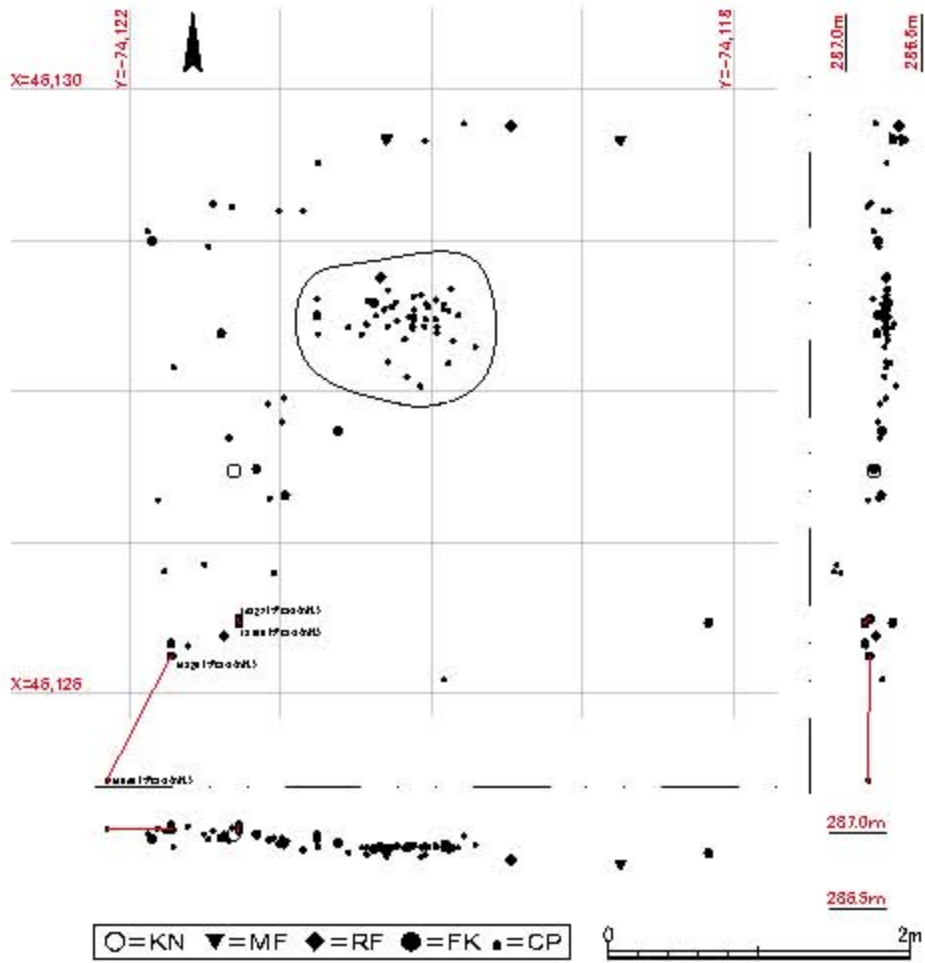 Y=-74,122
Y=-74,118
287.0m
286.5m
X=46,130
X=46,126
287.0m
286.5m
○=KN ▼=MF ◆=RF ●=FK ▪=CP
0 2m